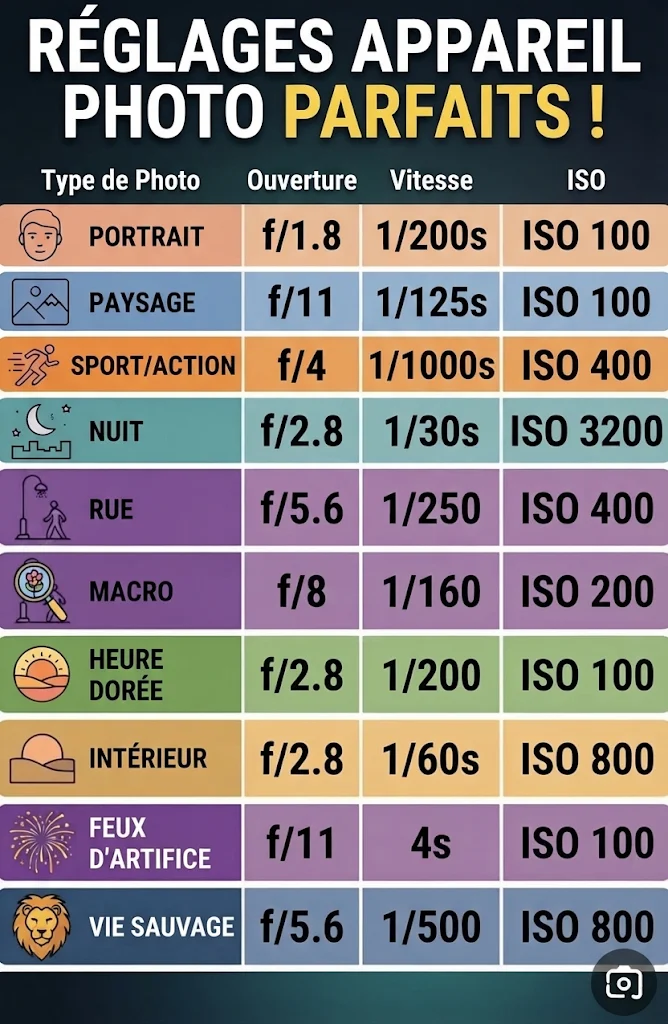 RÉGLAGES APPAREIL
PHOTO PARFAITS !
Type de Photo Ouverture Vitesse ISO
PORTRAIT f/1.8 1/200s ISO 100
PAYSAGE f/11 1/125s ISO 100
SPORT/ACTION f/4 1/1000s ISO 400
NUIT f/2.8 1/30s ISO 3200
RUE f/5.6 1/250 ISO 400
MACRO f/8 1/160 ISO 200
HEURE
DORÉE f/2.8 1/200 ISO 100
INTÉRIEUR f/2.8 1/60s ISO 800
FEUX
D'ARTIFICE f/11 4s ISO 100
VIE SAUVAGE f/5.6 1/500 ISO 800